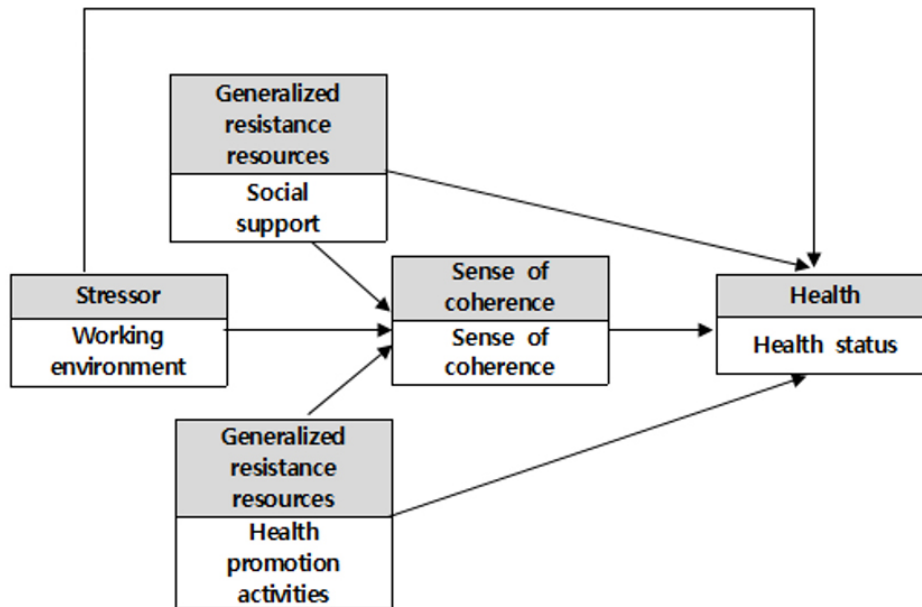 Generalized
resistance
resources
Social
support
Stressor
Working
environment
Sense of
coherence
Sense of
coherence
Health
Health status
Generalized
resistance
resources
Health
promotion
activities